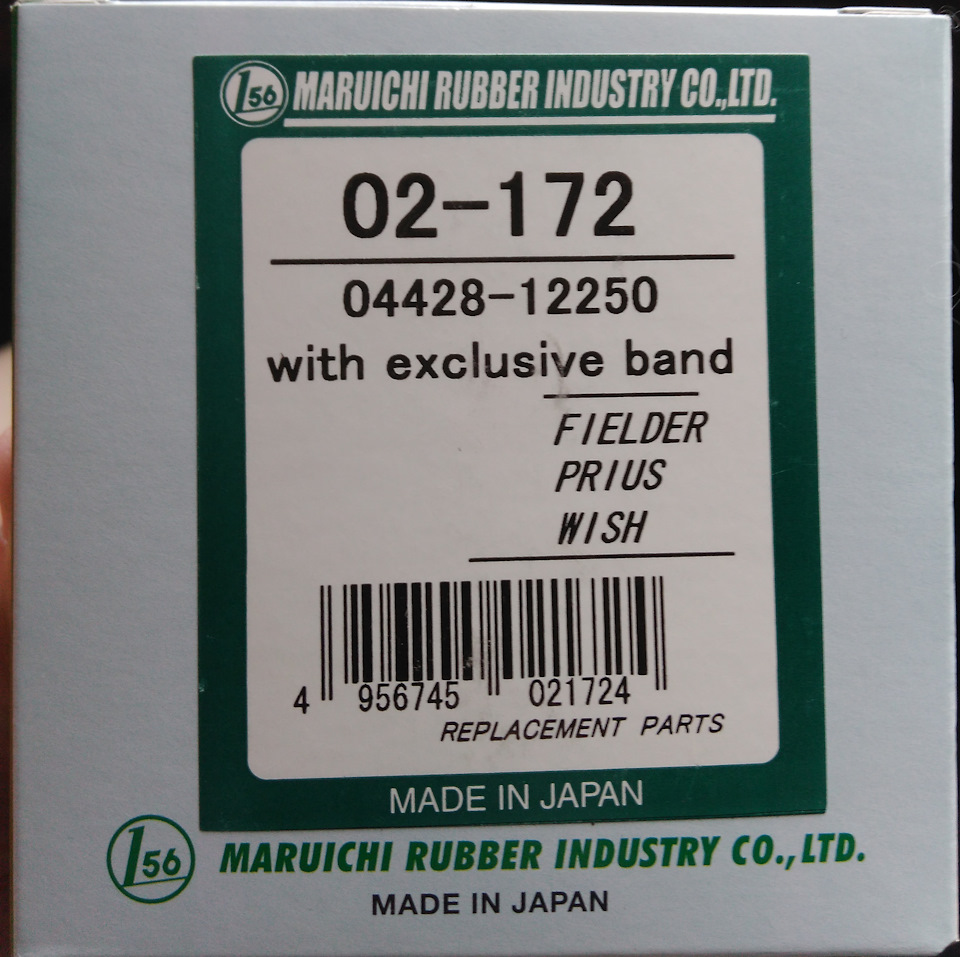 156 MARUICHI RUBBER INDUSTRY CO.,LTD.
02-172
04428-12250
with exclusive band
FIELDER
PRIUS
WISH
4 956745 021724
REPLACEMENT PARTS
MADE IN JAPAN
156 MARUICHI RUBBER INDUSTRY CO.,LTD.
MADE IN JAPAN